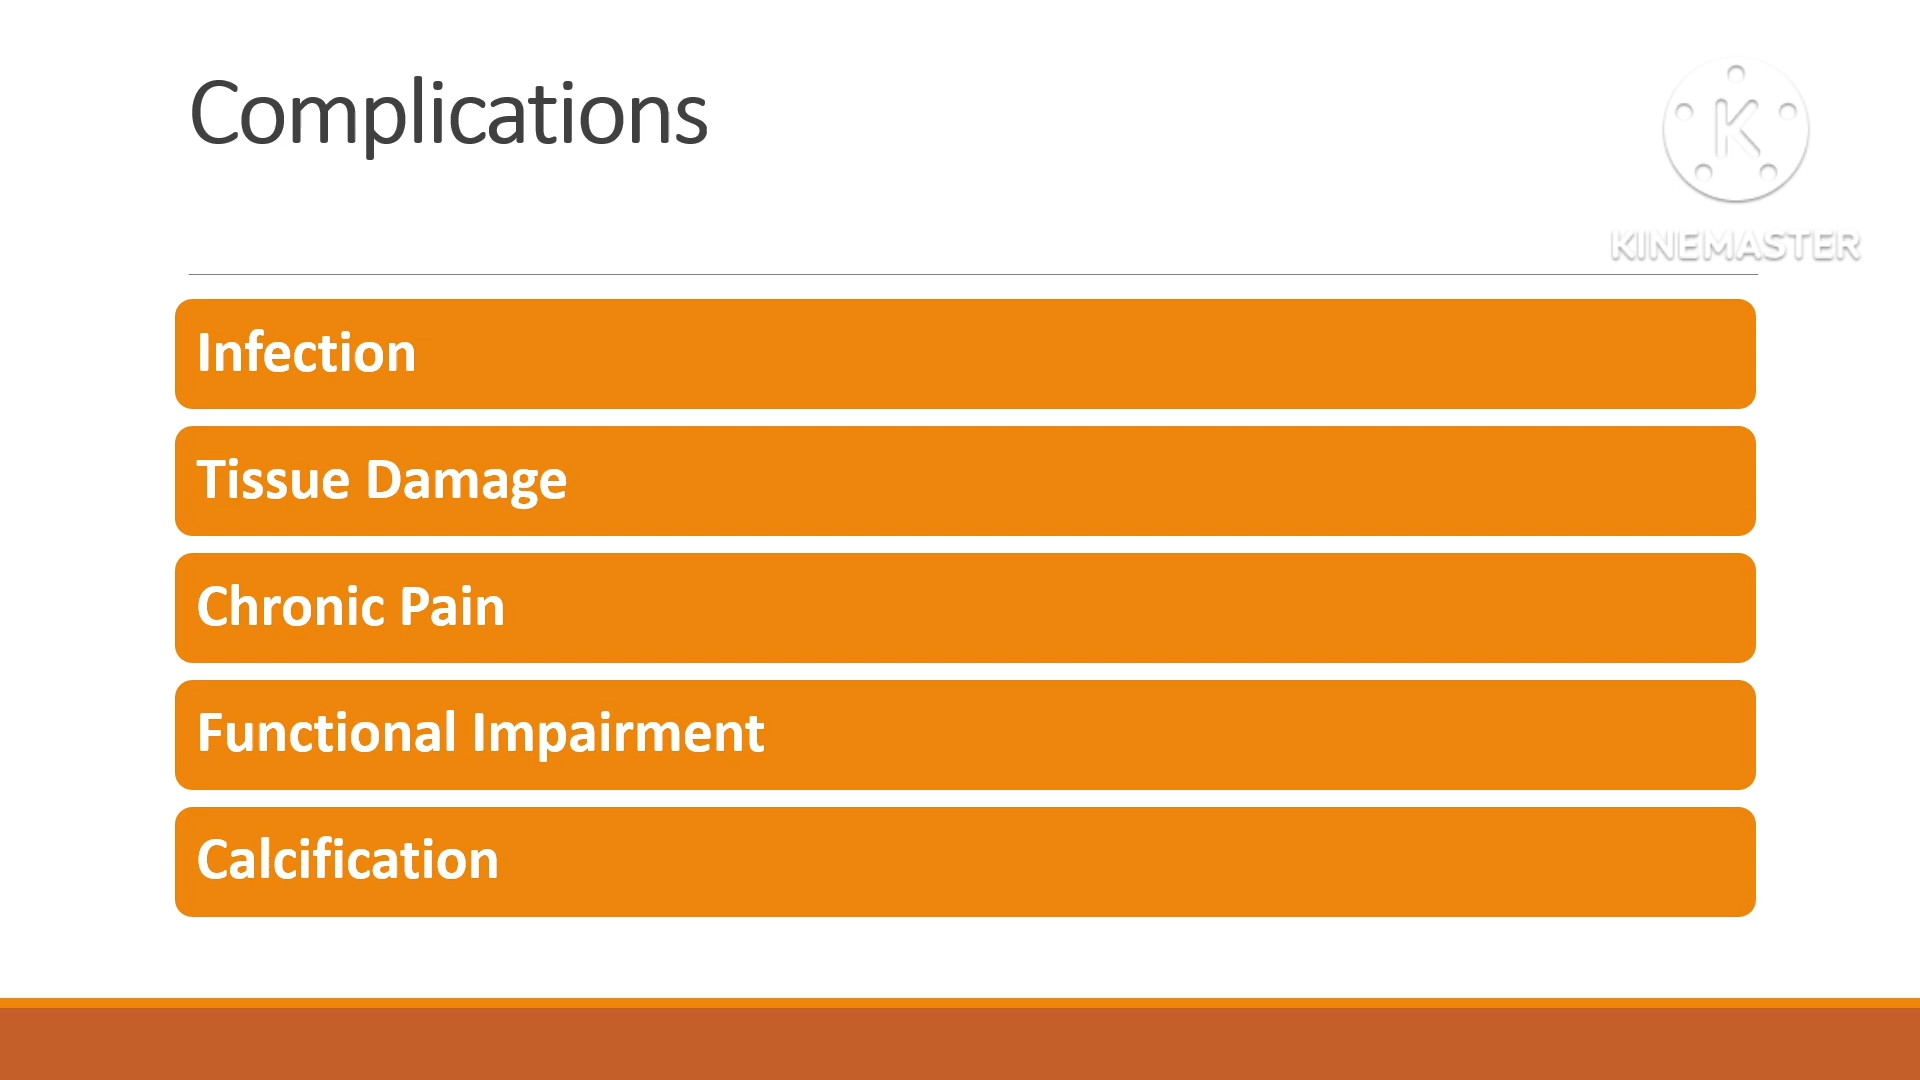 Complications
K
KINEMASTER
Infection
Tissue Damage
Chronic Pain
Functional Impairment
Calcification